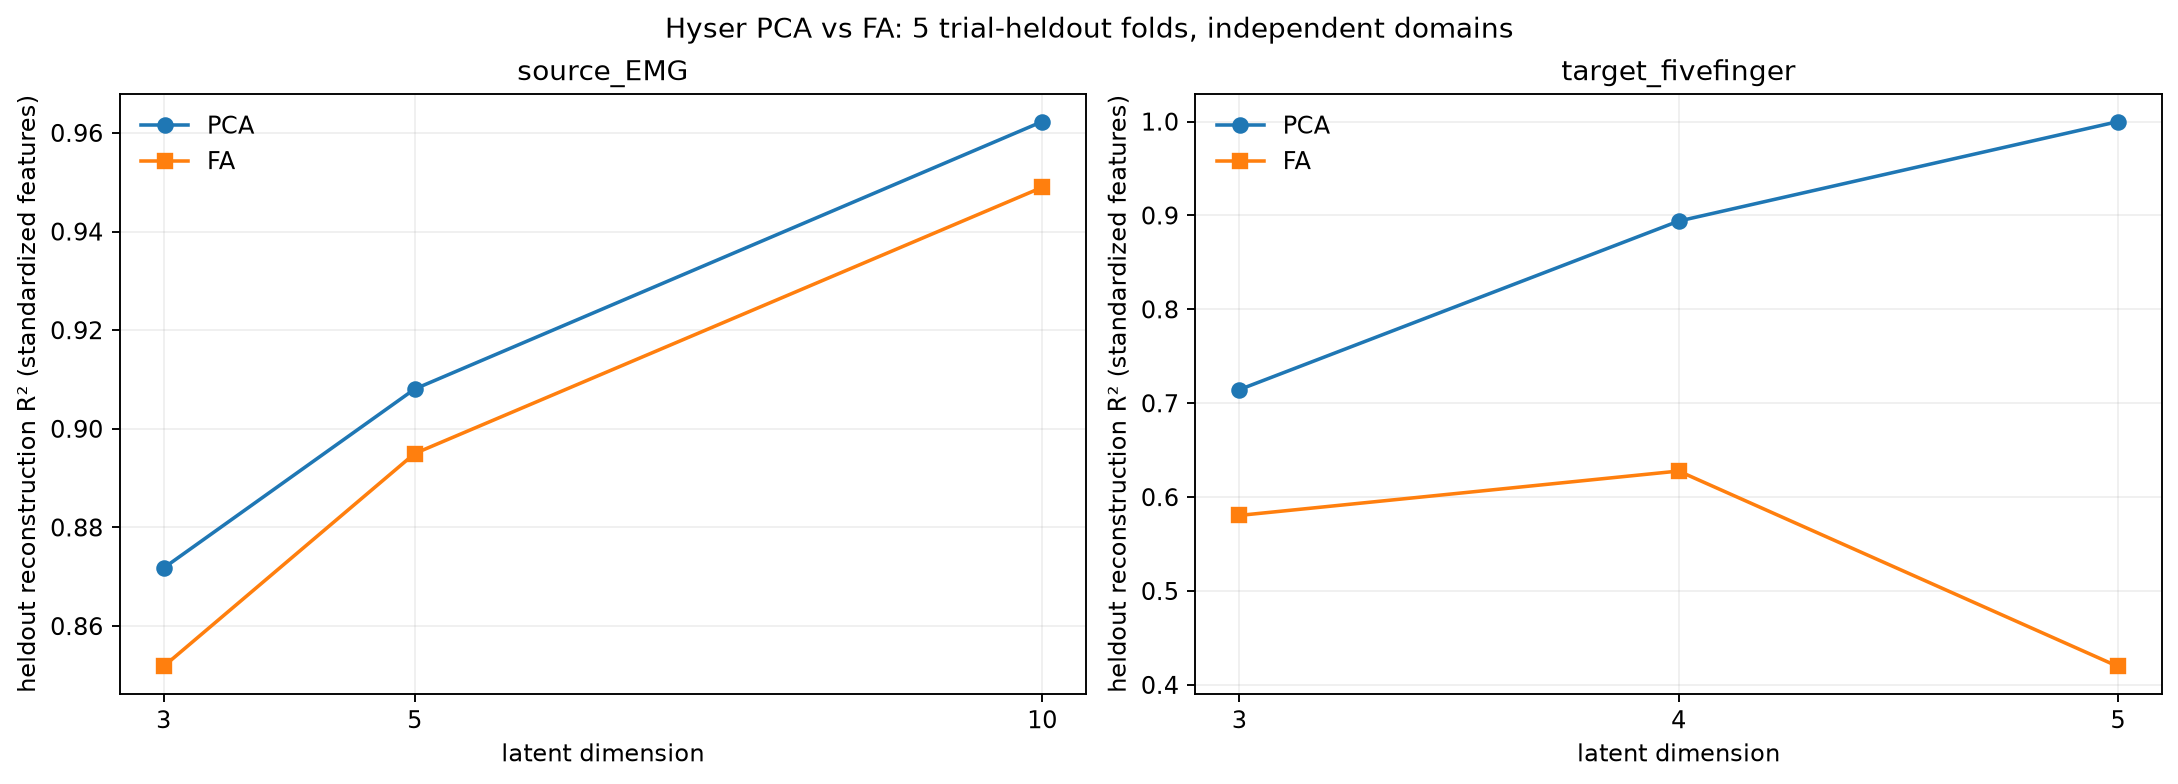 Hyser PCA vs FA: 5 trial-heldout folds, independent domains
source_EMG
heldout reconstruction R² (standardized features)
0.96
0.94
0.92
0.90
0.88
0.86
PCA
FA
3
5
10
latent dimension
target_fivefinger
heldout reconstruction R² (standardized features)
1.0
0.9
0.8
0.7
0.6
0.5
0.4
PCA
FA
3
4
5
latent dimension